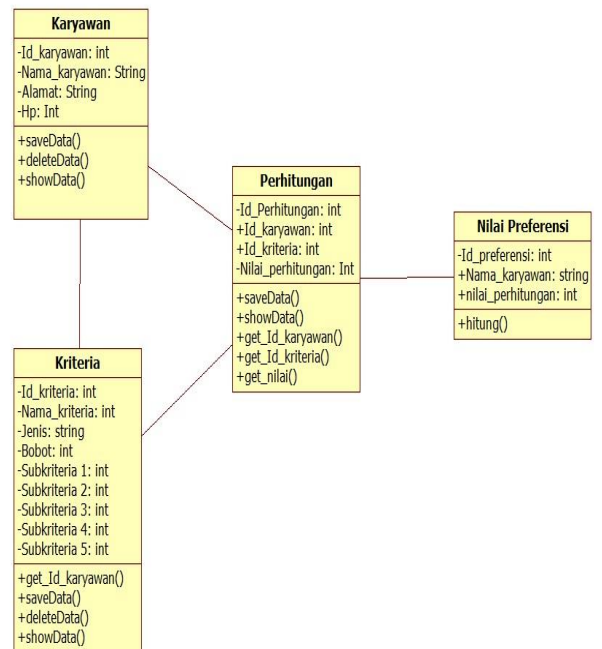 Karyawan
-Id_karyawan: int
-Nama_karyawan: String
-Alamat: String
-Hp: Int
+saveData()
+deleteData()
+showData()
Perhitungan
-Id_Perhitungan: int
+Id_karyawan: int
+Id_kriteria: int
-Nilai_perhitungan: Int
+saveData()
+showData()
+get_Id_karyawan()
+get_Id_kriteria()
+get_nilai()
Nilai Preferensi
-Id_preferensi: int
+Nama_karyawan: string
+nilai_perhitungan: int
+hitung()
Kriteria
-Id_kriteria: int
-Nama_kriteria: int
-Jenis: string
-Bobot: int
-Subkriteria 1: int
-Subkriteria 2: int
-Subkriteria 3: int
-Subkriteria 4: int
-Subkriteria 5: int
+get_Id_karyawan()
+saveData()
+deleteData()
+showData()